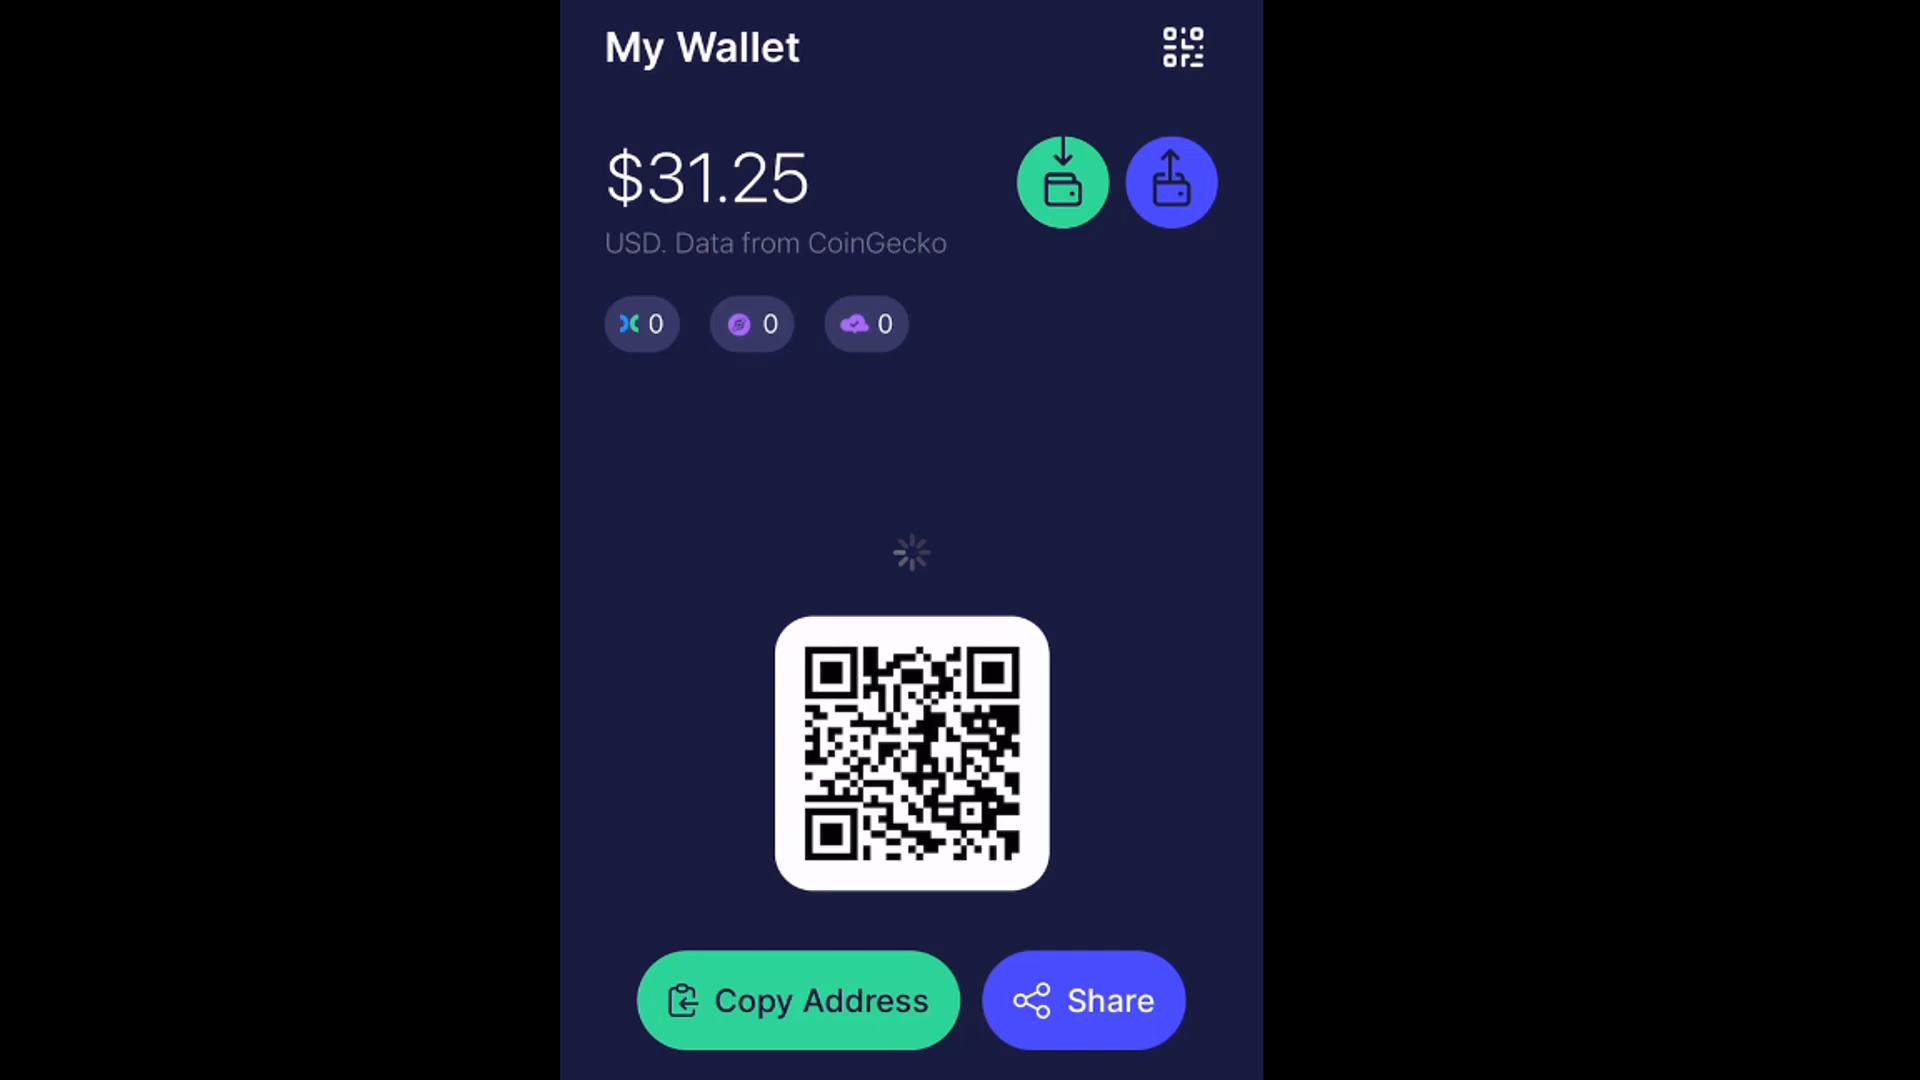 My Wallet
$31.25
USD. Data from CoinGecko
0 0 0
Copy Address Share